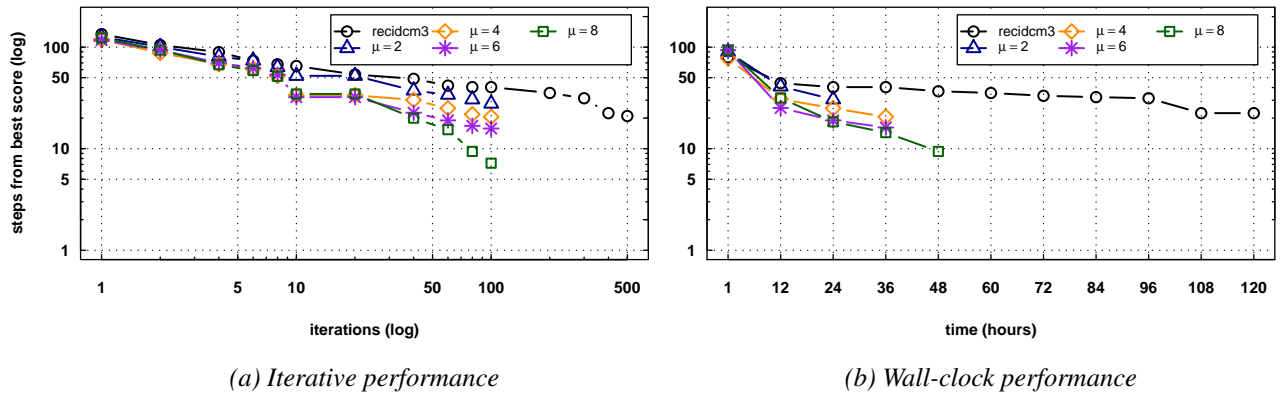 steps from best score (log)
100
50
10
5
1
recidcm3
μ = 2
μ = 4
μ = 6
μ = 8
1 5 10 50 100 500
iterations (log)
(a) Iterative performance
100
50
10
5
1
recidcm3
μ = 2
μ = 4
μ = 6
μ = 8
1 12 24 36 48 60 72 84 96 108 120
time (hours)
(b) Wall-clock performance